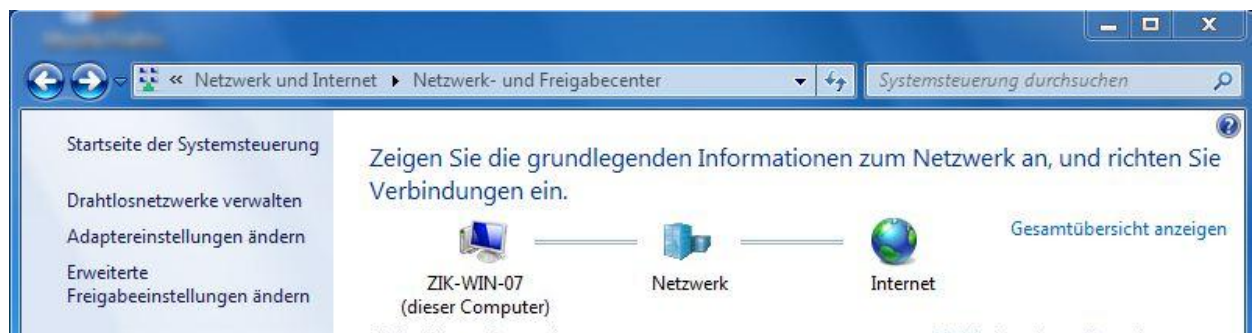 « Netzwerk und Internet ▸ Netzwerk- und Freigabecenter
Systemsteuerung durchsuchen
Startseite der Systemsteuerung
Drahtlosnetzwerke verwalten
Adaptereinstellungen ändern
Erweiterte
Freigabeeinstellungen ändern
Zeigen Sie die grundlegenden Informationen zum Netzwerk an, und richten Sie
Verbindungen ein.
ZIK-WIN-07
(dieser Computer)
Netzwerk
Internet
Gesamtübersicht anzeigen